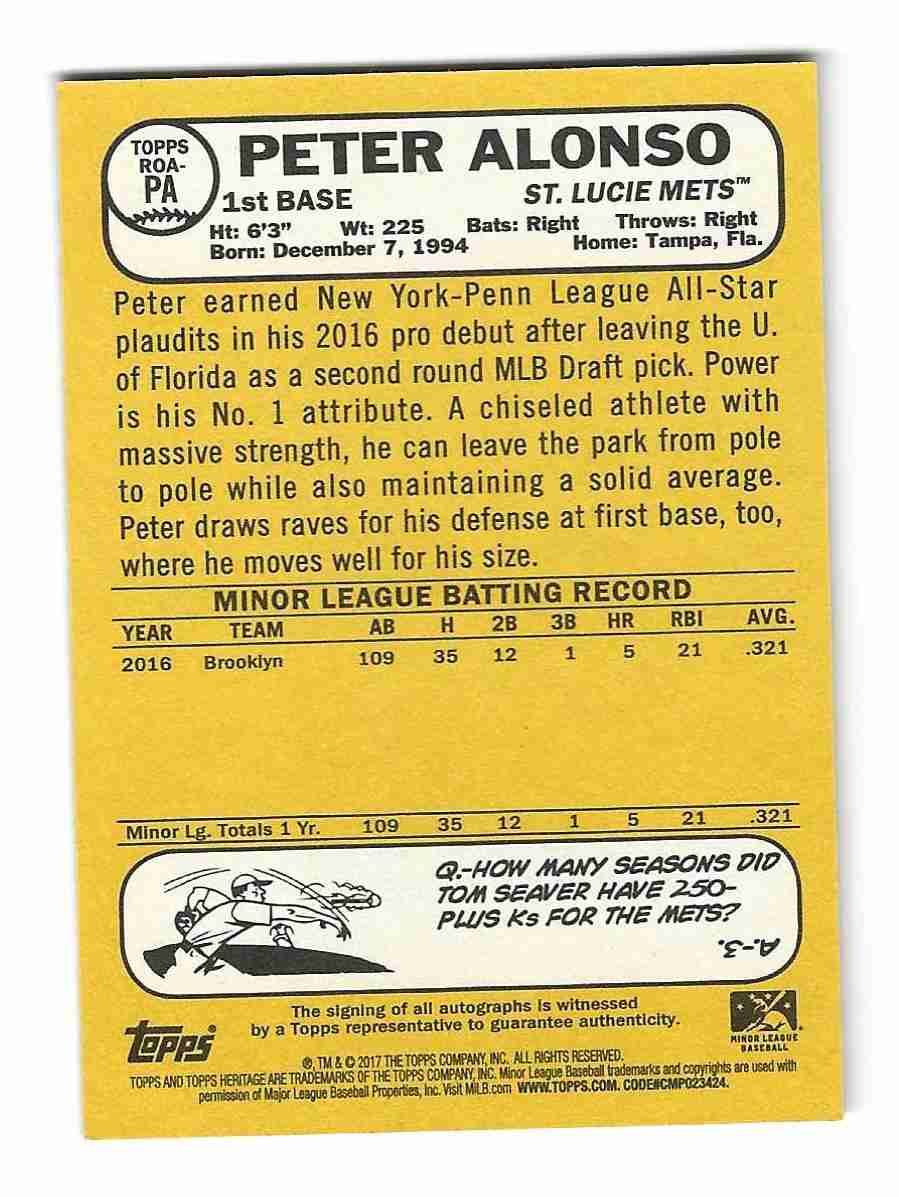 TOPPS
ROA-
PA
PETER ALONSO
1st BASE
ST. LUCIE METS™
Ht: 6'3" Wt: 225 Bats: Right Throws: Right
Born: December 7, 1994 Home: Tampa, Fla.
Peter earned New York-Penn League All-Star
plaudits in his 2016 pro debut after leaving the U.
of Florida as a second round MLB Draft pick. Power
is his No. 1 attribute. A chiseled athlete with
massive strength, he can leave the park from pole
to pole while also maintaining a solid average.
Peter draws raves for his defense at first base, too,
where he moves well for his size.
MINOR LEAGUE BATTING RECORD
YEAR TEAM AB H 2B 3B HR RBI AVG.
2016 Brooklyn 109 35 12 1 5 21 .321
Minor Lg. Totals 1 Yr. 109 35 12 1 5 21 .321
Q.-HOW MANY SEASONS DID
TOM SEAVER HAVE 250-
PLUS Ks FOR THE METS?
A.-3.
The signing of all autographs is witnessed
by a Topps representative to guarantee authenticity.
Topps
MINOR LEAGUE
BASEBALL
®, TM & © 2017 THE TOPPS COMPANY, INC. ALL RIGHTS RESERVED.
TOPPS AND TOPPS HERITAGE ARE TRADEMARKS OF THE TOPPS COMPANY, INC. Minor League Baseball trademarks and copyrights are used with
permission of Major League Baseball Properties, Inc. Visit MiLB.com WWW.TOPPS.COM. CODE#CMP023424.